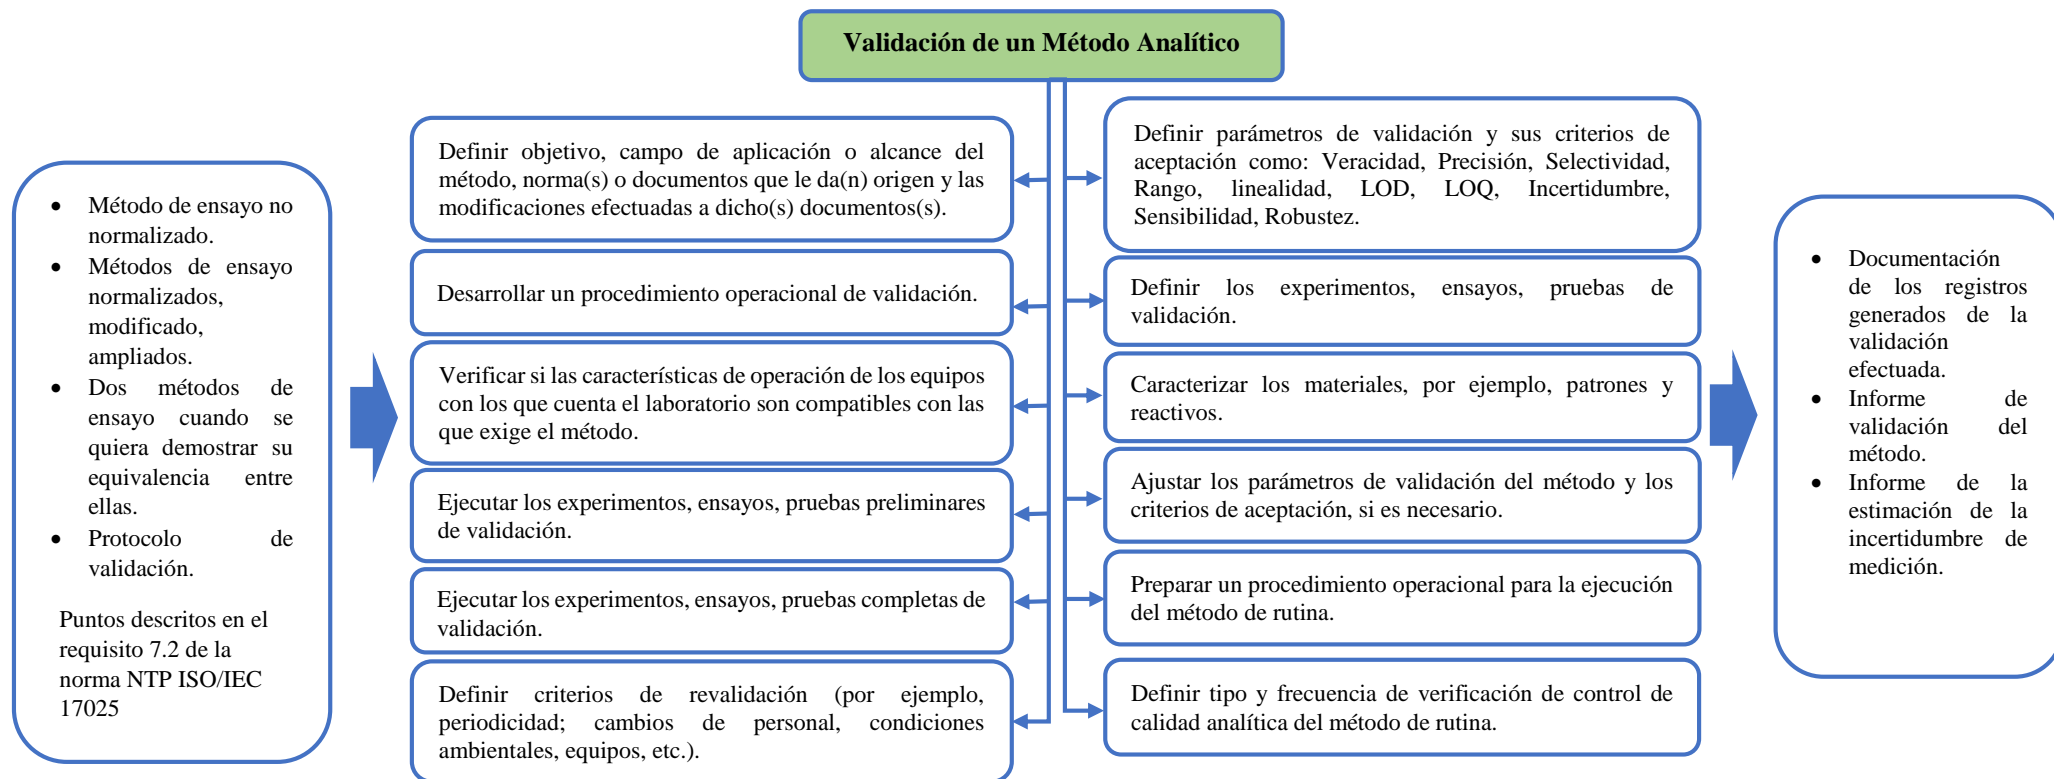 Validación de un Método Analítico
• Método de ensayo no
normalizado.
• Métodos de ensayo
normalizados,
modificado,
ampliados.
• Dos métodos de
ensayo cuando se
quiera demostrar su
equivalencia entre
ellas.
• Protocolo de
validación.
Puntos descritos en el
requisito 7.2 de la
norma NTP ISO/IEC
17025
Definir objetivo, campo de aplicación o alcance del
método, norma(s) o documentos que le da(n) origen y las
modificaciones efectuadas a dicho(s) documentos(s).
Definir parámetros de validación y sus criterios de
aceptación como: Veracidad, Precisión, Selectividad,
Rango, linealidad, LOD, LOQ, Incertidumbre,
Sensibilidad, Robustez.
Desarrollar un procedimiento operacional de validación.
Definir los experimentos, ensayos, pruebas de
validación.
Verificar si las características de operación de los equipos
con los que cuenta el laboratorio son compatibles con las
que exige el método.
Caracterizar los materiales, por ejemplo, patrones y
reactivos.
Ejecutar los experimentos, ensayos, pruebas preliminares
de validación.
Ajustar los parámetros de validación del método y los
criterios de aceptación, si es necesario.
Ejecutar los experimentos, ensayos, pruebas completas de
validación.
Preparar un procedimiento operacional para la ejecución
del método de rutina.
Definir criterios de revalidación (por ejemplo,
periodicidad; cambios de personal, condiciones
ambientales, equipos, etc.).
Definir tipo y frecuencia de verificación de control de
calidad analítica del método de rutina.
• Documentación
de los registros
generados de la
validación
efectuada.
• Informe de
validación del
método.
• Informe de la
estimación de la
incertidumbre de
medición.